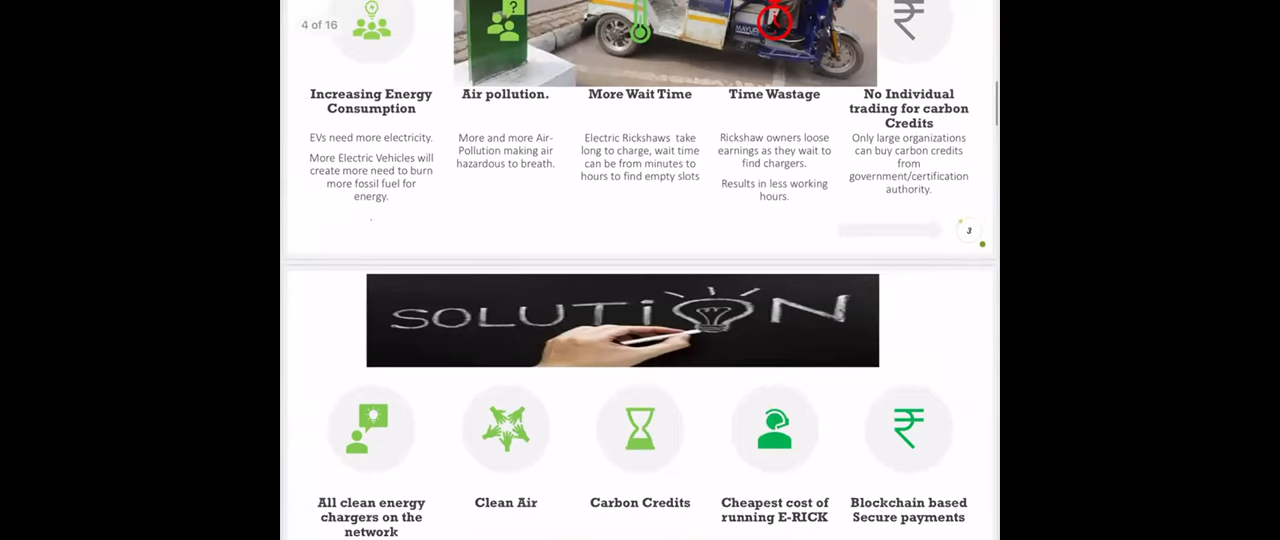 4 of 16
?
MAYURI
₹
Increasing Energy
Consumption
EVs need more electricity.
More Electric Vehicles will
create more need to burn
more fossil fuel for
energy.
Air pollution.
More and more Air-
Pollution making air
hazardous to breath.
More Wait Time
Electric Rickshaws take
long to charge, wait time
can be from minutes to
hours to find empty slots
Time Wastage
Rickshaw owners loose
earnings as they wait to
find chargers.
Results in less working
hours.
No Individual
trading for carbon
Credits
Only large organizations
can buy carbon credits
from
government/certification
authority.
3
SOLUTiON
₹
All clean energy
chargers on the
network
Clean Air
Carbon Credits
Cheapest cost of
running E-RICK
Blockchain based
Secure payments